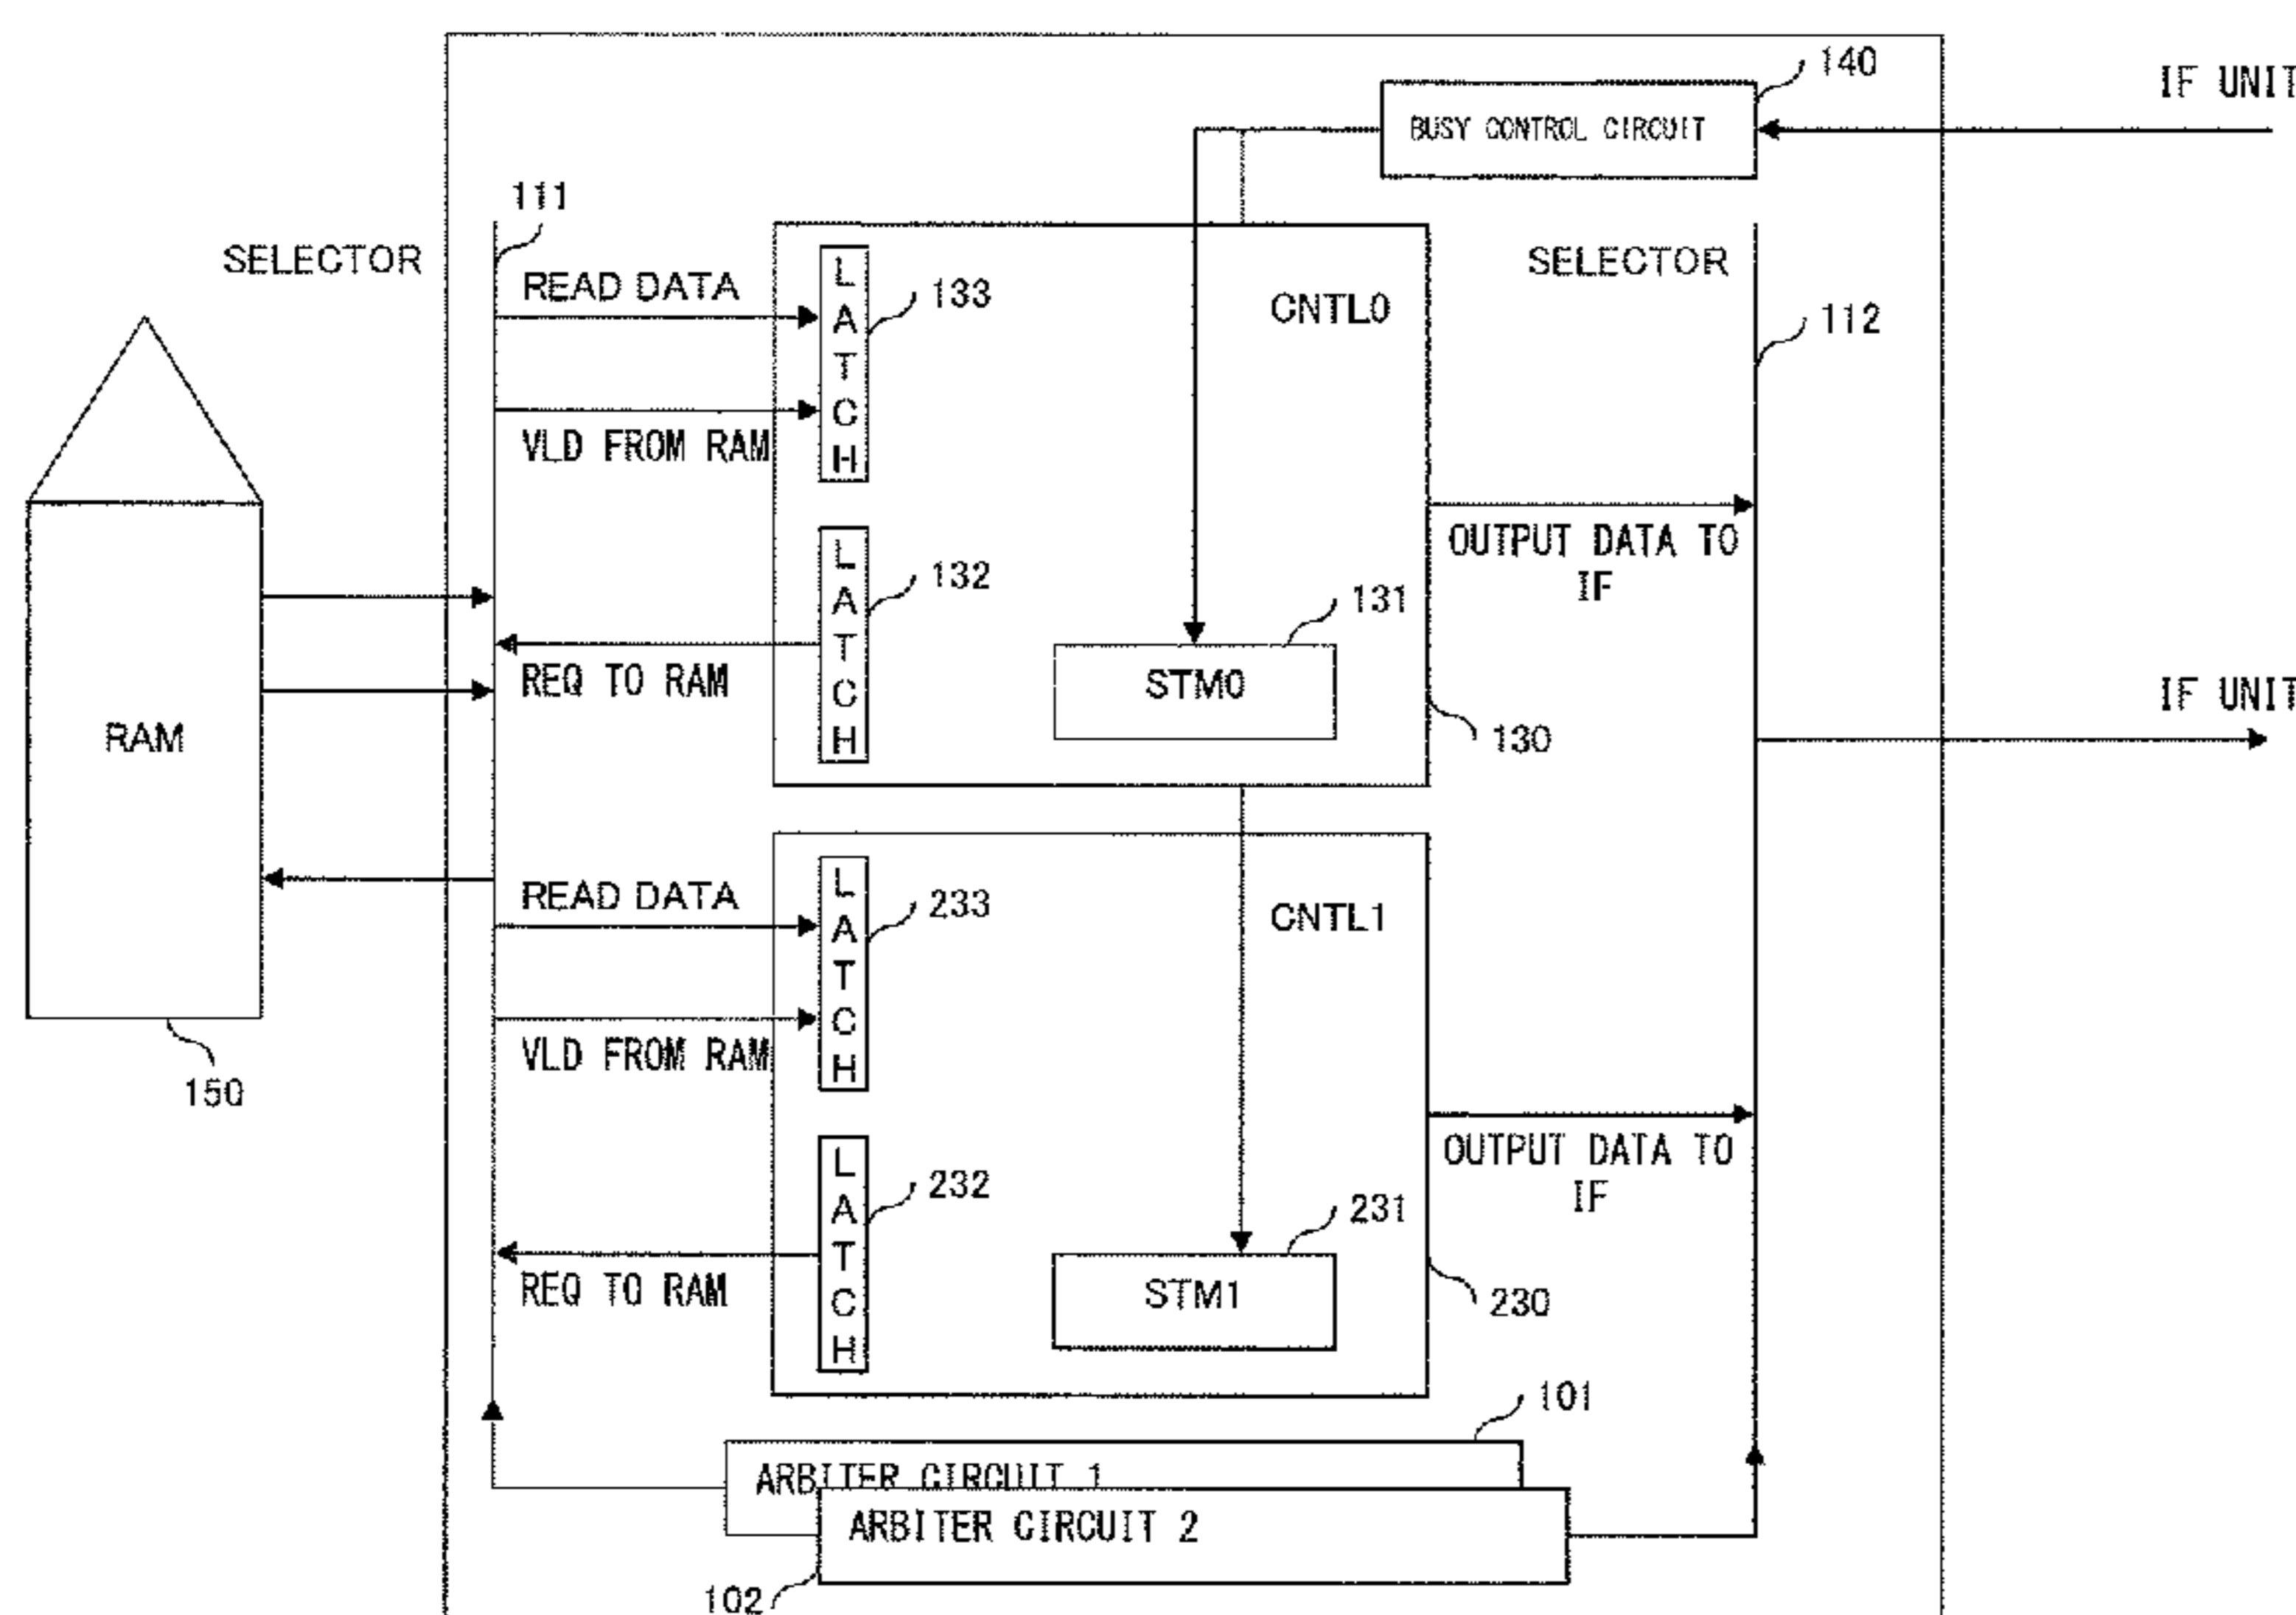 140
IF UNIT
BUSY CONTROL CIRCUIT
111
SELECTOR
READ DATA
LATCH
133
CNTL0
SELECTOR
112
VLD FROM RAM
OUTPUT DATA TO
IF
LATCH
132
131
REQ TO RAM
STM0
130
IF UNIT
RAM
150
READ DATA
LATCH
233
CNTL1
VLD FROM RAM
OUTPUT DATA TO
IF
LATCH
232
231
REQ TO RAM
STM1
230
101
ARBITER CIRCUIT 1
ARBITER CIRCUIT 2
102